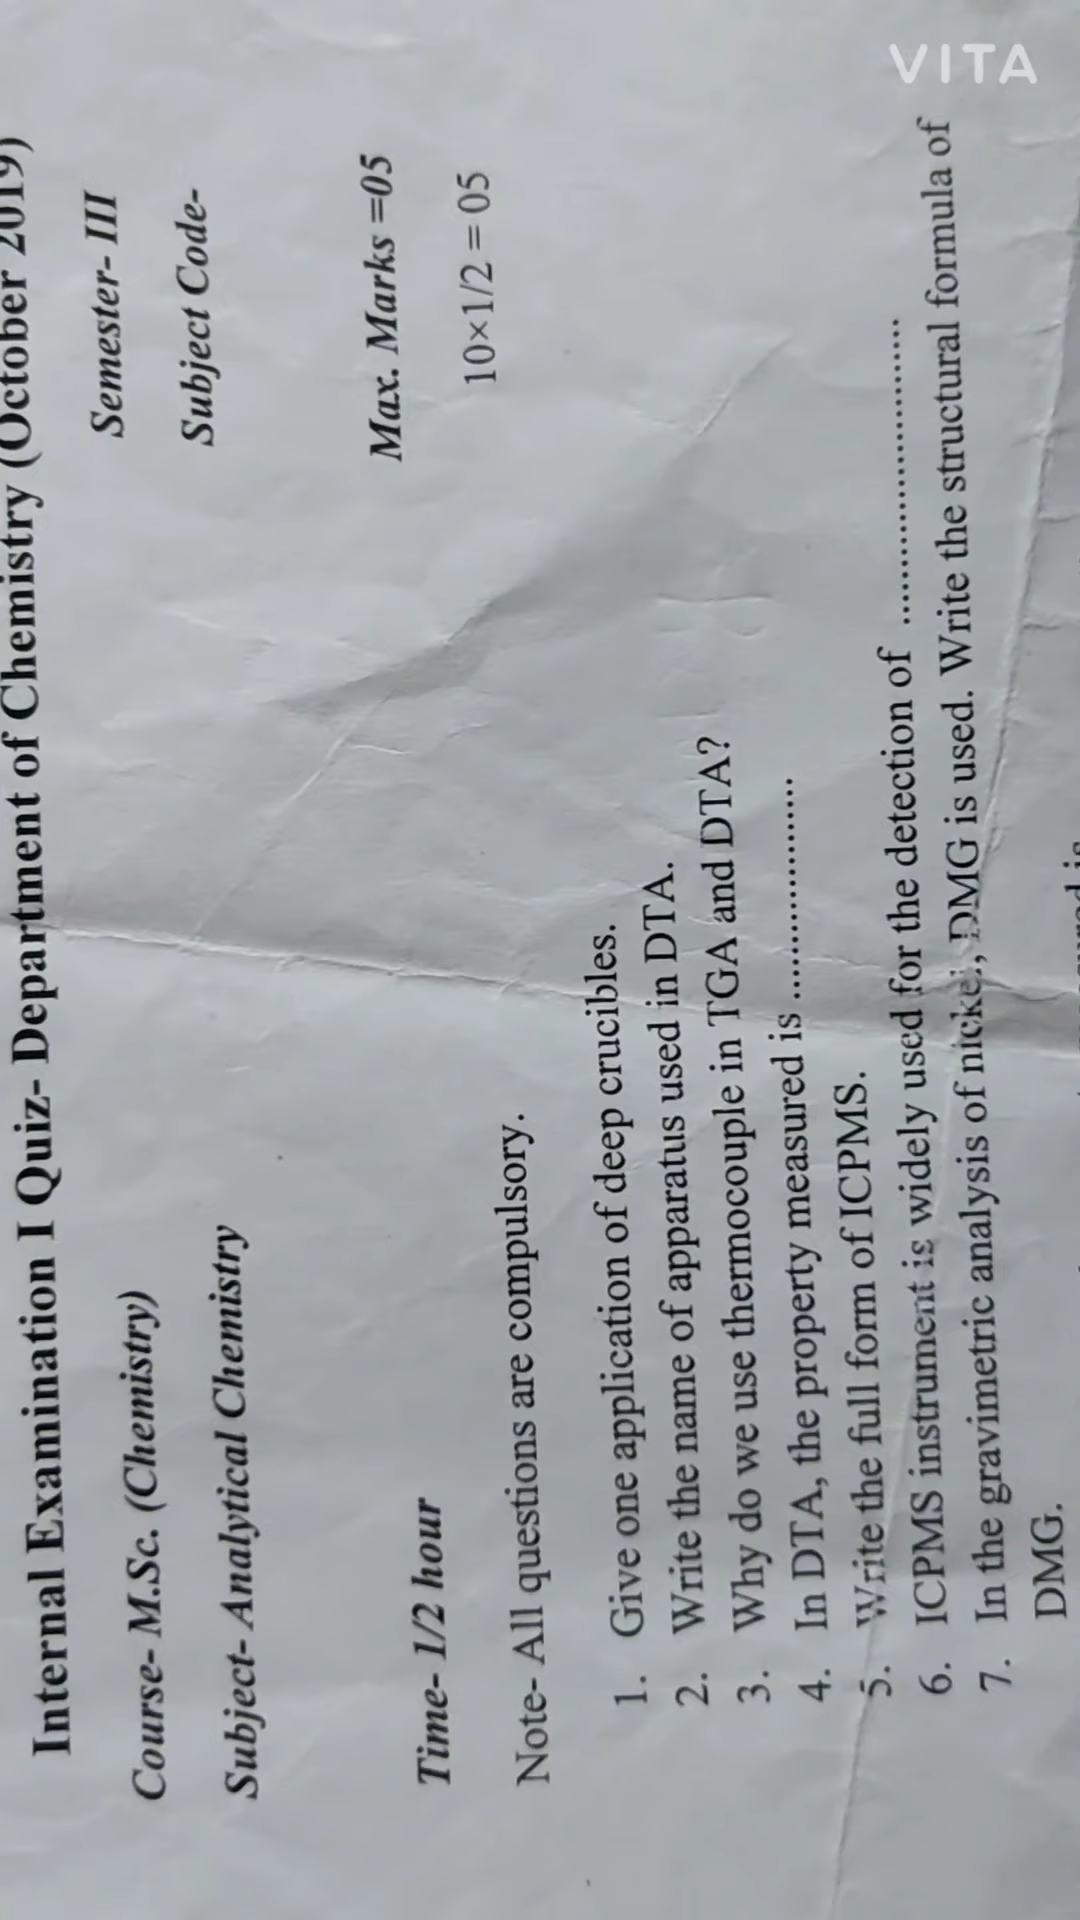 VITA
Internal Examination I Quiz- Department of Chemistry (October 2019)
Course- M.Sc. (Chemistry) Semester- III
Subject- Analytical Chemistry Subject Code-
Time- 1/2 hour Max. Marks =05
Note- All questions are compulsory. 10×1/2 = 05
1. Give one application of deep crucibles.
2. Write the name of apparatus used in DTA.
3. Why do we use thermocouple in TGA and DTA?
4. In DTA, the property measured is .....................
5. Write the full form of ICPMS.
6. ICPMS instrument is widely used for the detection of .............................
7. In the gravimetric analysis of nickel, DMG is used. Write the structural formula of
DMG.